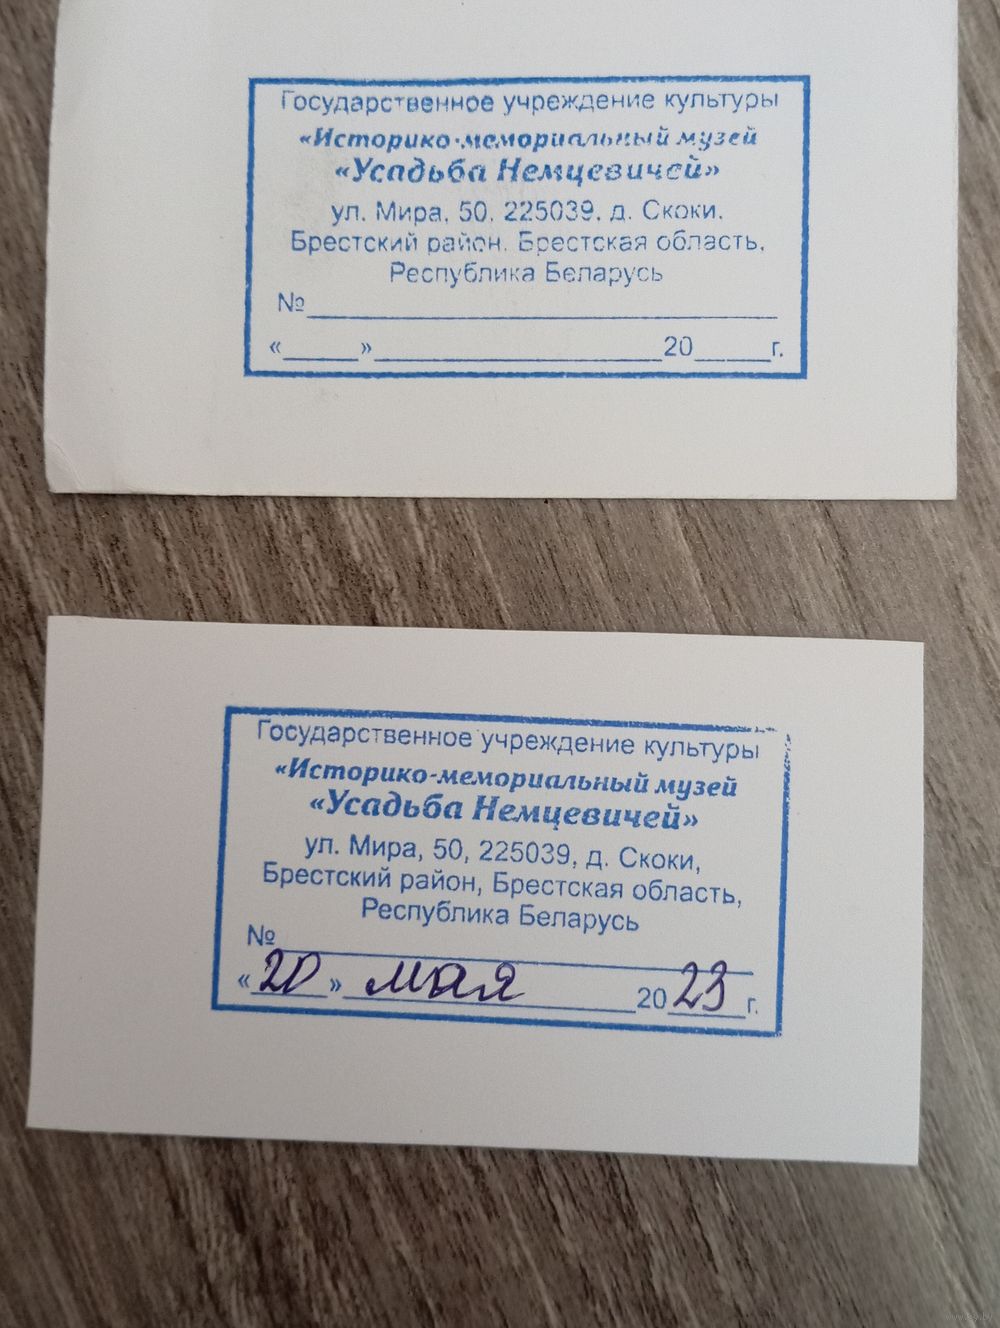 Государственное учреждение культуры
«Историко-мемориальный музей
«Усадьба Немцевичей»
ул. Мира, 50, 225039, д. Скоки,
Брестский район, Брестская область,
Республика Беларусь
№
« » 20 г.
Государственное учреждение культуры
«Историко-мемориальный музей
«Усадьба Немцевичей»
ул. Мира, 50, 225039, д. Скоки,
Брестский район, Брестская область,
Республика Беларусь
№
«20» мая 2023 г.